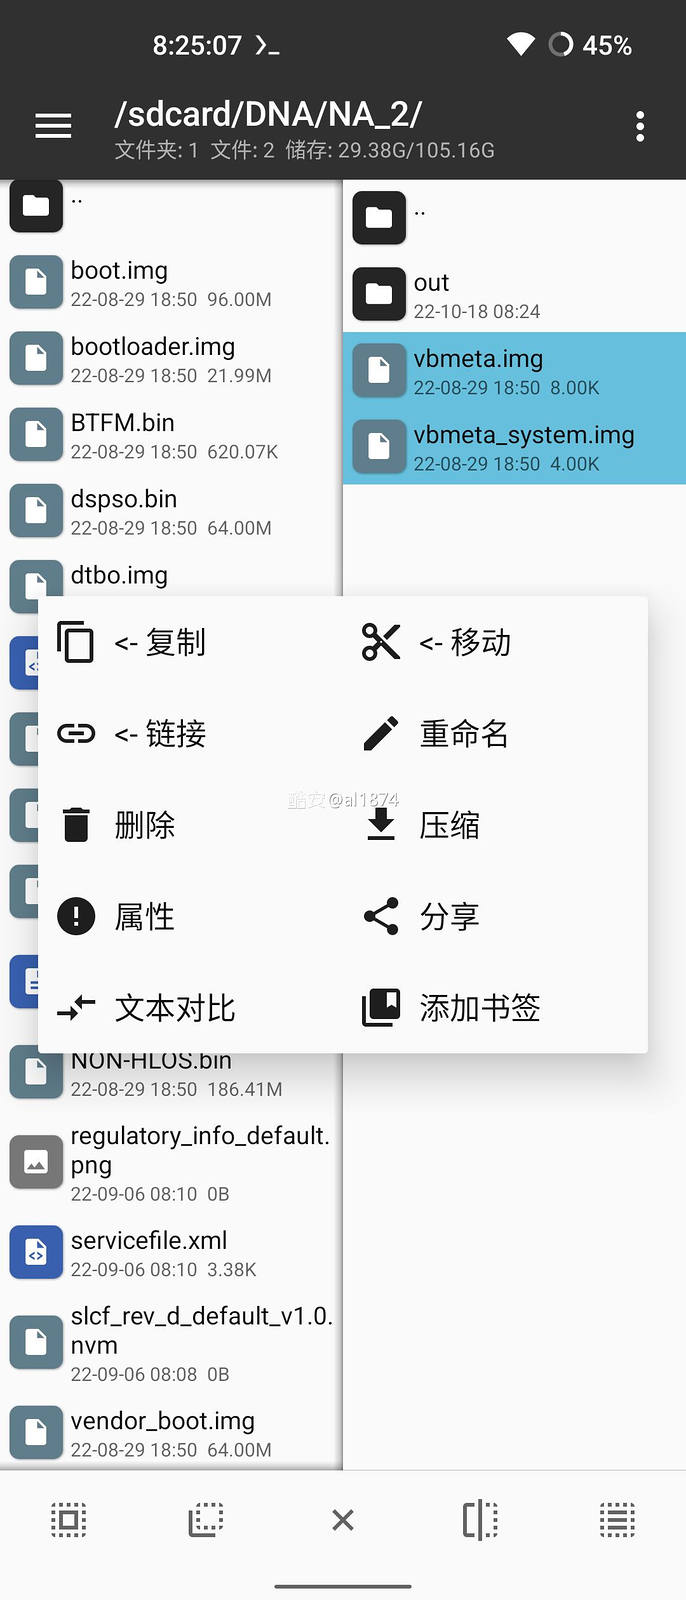 8:25:07
45%
/sdcard/DNA/NA_2/
文件夹: 1 文件: 2 储存: 29.38G/105.16G
..
boot.img
22-08-29 18:50 96.00M
bootloader.img
22-08-29 18:50 21.99M
BTFM.bin
22-08-29 18:50 620.07K
dspso.bin
22-08-29 18:50 64.00M
dtbo.img
NON-HLOS.bin
22-08-29 18:50 186.41M
regulatory_info_default.
png
22-09-06 08:10 0B
servicefile.xml
22-09-06 08:10 3.38K
slcf_rev_d_default_v1.0.
nvm
22-09-06 08:08 0B
vendor_boot.img
22-08-29 18:50 64.00M
..
out
22-10-18 08:24
vbmeta.img
22-08-29 18:50 8.00K
vbmeta_system.img
22-08-29 18:50 4.00K
<- 复制
<- 移动
<- 链接
重命名
酷安@al1874
删除
压缩
属性
分享
文本对比
添加书签